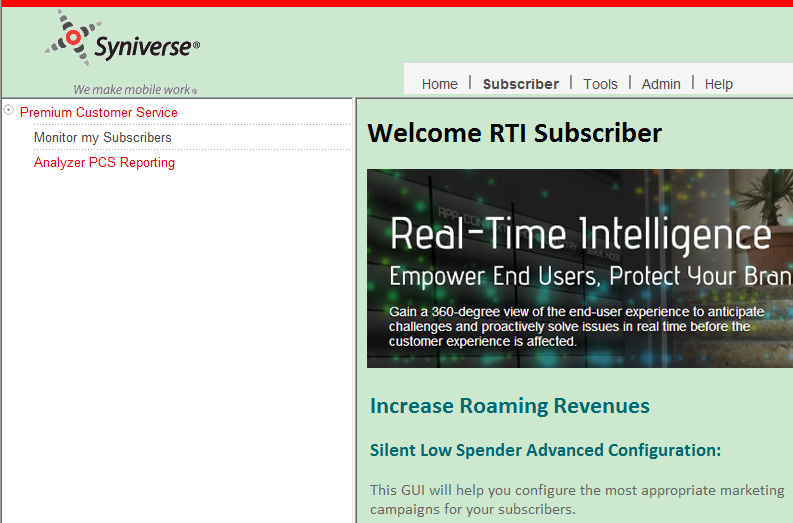 Syniverse®
We make mobile work®
Home | Subscriber | Tools | Admin | Help
Premium Customer Service
Monitor my Subscribers
Analyzer PCS Reporting
Welcome RTI Subscriber
Real-Time Intelligence
Empower End Users, Protect Your Bran
Gain a 360-degree view of the end-user experience to anticipate
challenges and proactively solve issues in real time before the
customer experience is affected.
Increase Roaming Revenues
Silent Low Spender Advanced Configuration:
This GUI will help you configure the most appropriate marketing
campaigns for your subscribers.